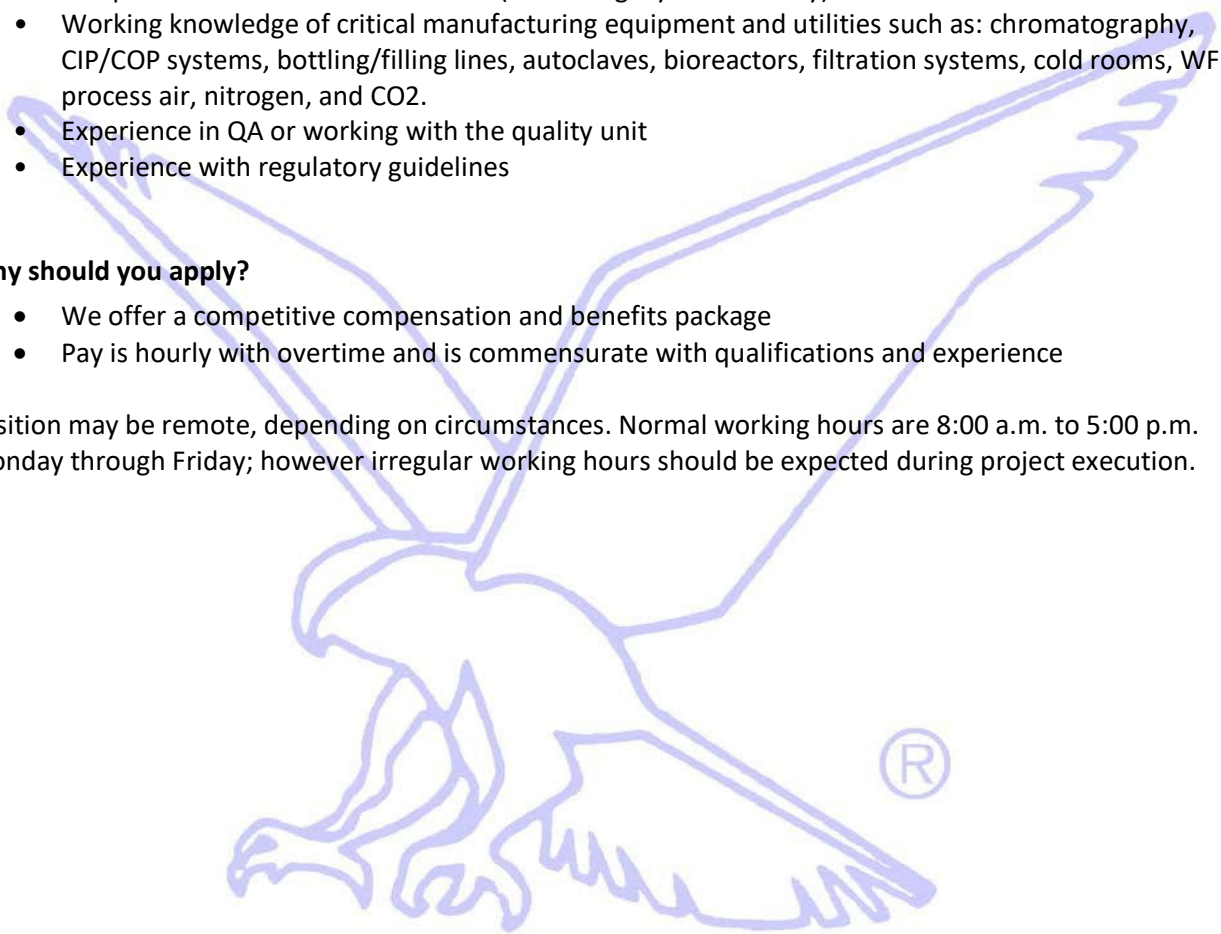 • Working knowledge of critical manufacturing equipment and utilities such as: chromatography,
CIP/COP systems, bottling/filling lines, autoclaves, bioreactors, filtration systems, cold rooms, WF
process air, nitrogen, and CO2.
• Experience in QA or working with the quality unit
• Experience with regulatory guidelines
hy should you apply?
• We offer a competitive compensation and benefits package
• Pay is hourly with overtime and is commensurate with qualifications and experience
sition may be remote, depending on circumstances. Normal working hours are 8:00 a.m. to 5:00 p.m.
onday through Friday; however irregular working hours should be expected during project execution.
®